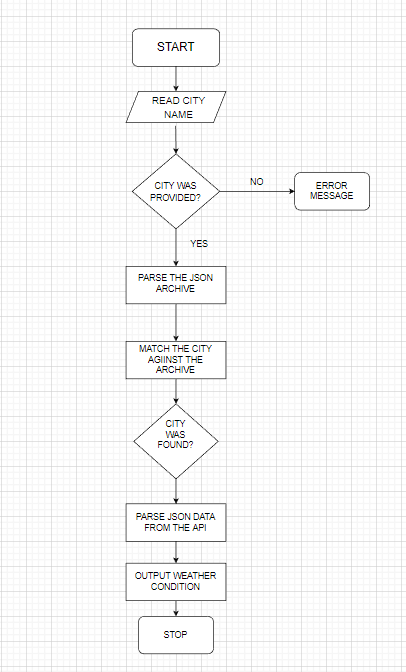 START
READ CITY
NAME
CITY WAS
PROVIDED?
NO
ERROR
MESSAGE
YES
PARSE THE JSON
ARCHIVE
MATCH THE CITY
AGIINST THE
ARCHIVE
CITY
WAS
FOUND?
PARSE JSON DATA
FROM THE API
OUTPUT WEATHER
CONDITION
STOP